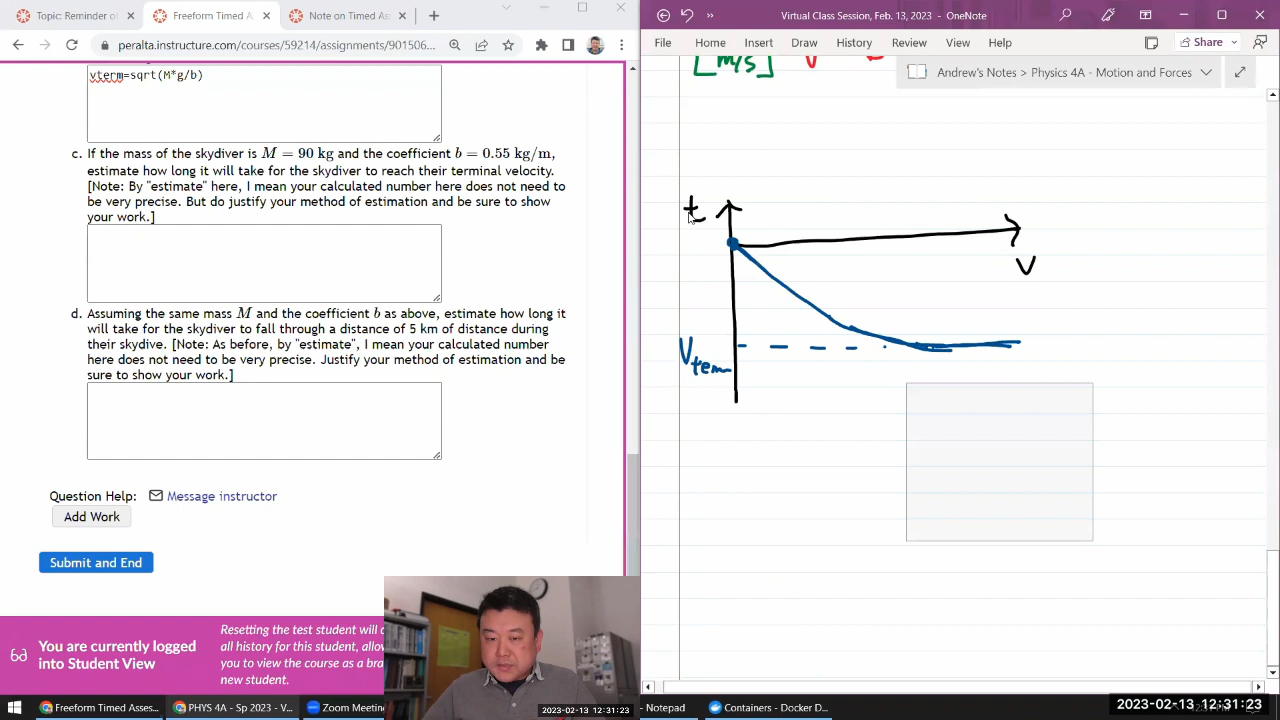 Topic: Reminder of
Freeform Timed A
Note on Timed Ass
Virtual Class Session, Feb. 13, 2023 - OneNote
peralta.instructure.com/courses/59214/assignments/901506...
File Home Insert Draw History Review View Help Share
[m/s] v
Andrew's Notes > Physics 4A - Motion and Forces
vterm=sqrt(M*g/b)
c. If the mass of the skydiver is M = 90 kg and the coefficient b = 0.55 kg/m,
estimate how long it will take for the skydiver to reach their terminal velocity.
[Note: By "estimate" here, I mean your calculated number here does not need to
be very precise. But do justify your method of estimation and be sure to show
your work.]
t
v
Vterm
d. Assuming the same mass M and the coefficient b as above, estimate how long it
will take for the skydiver to fall through a distance of 5 km of distance during
their skydive. [Note: As before, by "estimate", I mean your calculated number
here does not need to be very precise. Justify your method of estimation and be
sure to show your work.]
Question Help: Message instructor
Add Work
Submit and End
You are currently logged
into Student View
Resetting the test student will
all history for this student, allo
you to view the course as a bra
new student.
Freeform Timed Asses...
PHYS 4A - Sp 2023 - V...
Zoom Meeting
- Notepad
Containers - Docker D...
2023-02-13 12:31:23
2023-02-13 12:31:23